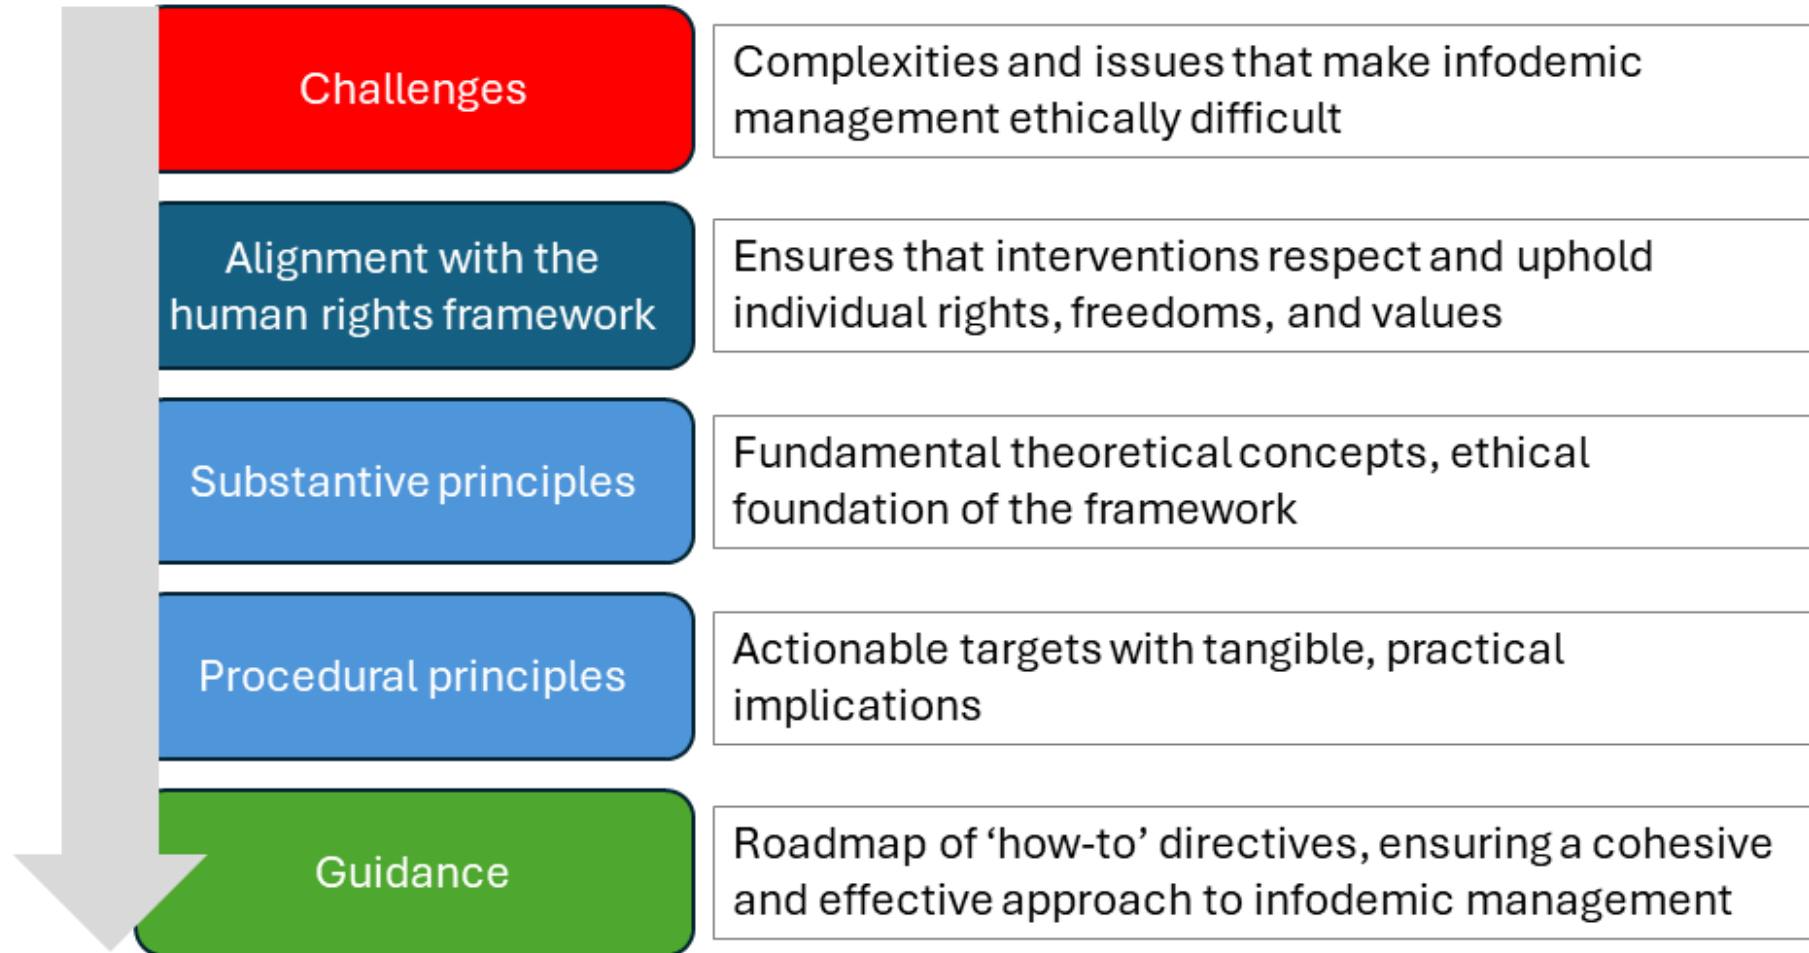 Challenges
Complexities and issues that make infodemic
management ethically difficult
Alignment with the
human rights framework
Ensures that interventions respect and uphold
individual rights, freedoms, and values
Substantive principles
Fundamental theoretical concepts, ethical
foundation of the framework
Procedural principles
Actionable targets with tangible, practical
implications
Guidance
Roadmap of ‘how-to’ directives, ensuring a cohesive
and effective approach to infodemic management